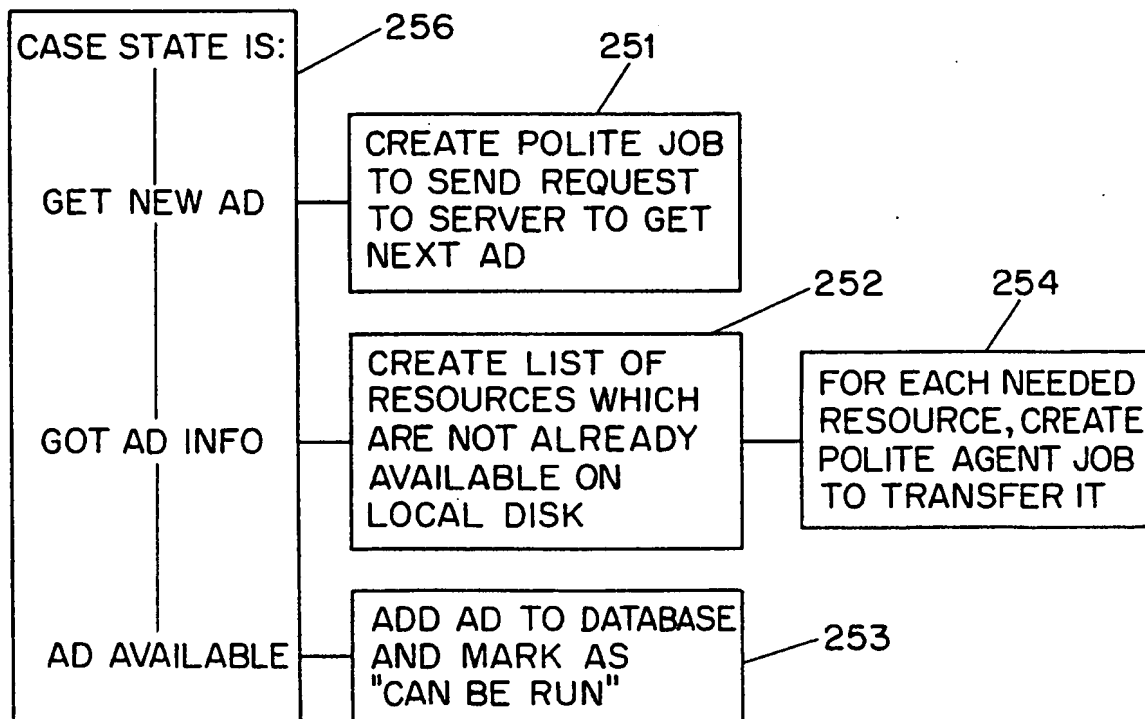 CASE STATE IS:
256
251
GET NEW AD
CREATE POLITE JOB
TO SEND REQUEST
TO SERVER TO GET
NEXT AD
252
254
GOT AD INFO
CREATE LIST OF
RESOURCES WHICH
ARE NOT ALREADY
AVAILABLE ON
LOCAL DISK
FOR EACH NEEDED
RESOURCE, CREATE
POLITE AGENT JOB
TO TRANSFER IT
AD AVAILABLE
ADD AD TO DATABASE
AND MARK AS
"CAN BE RUN"
253